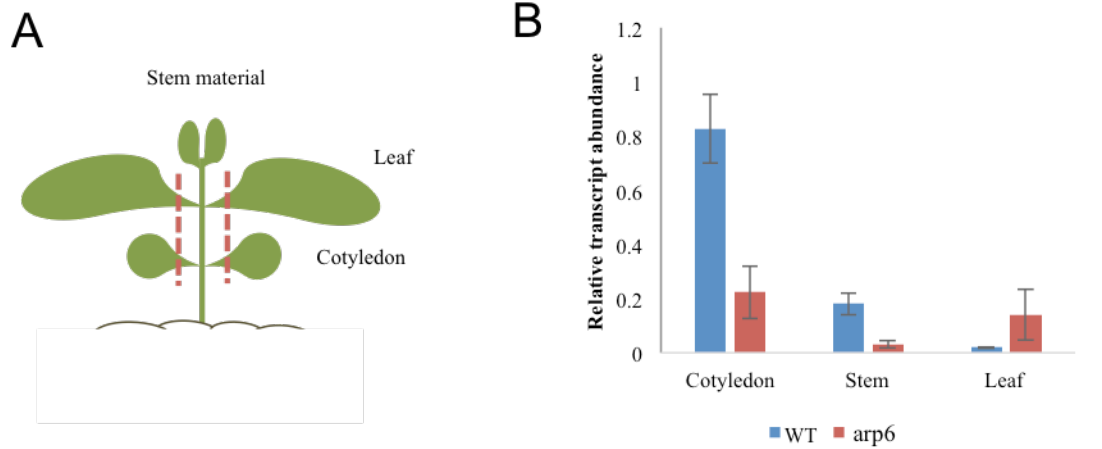 A
Stem material
Leaf
Cotyledon
B
Relative transcript abundance
1.2
1
0.8
0.6
0.4
0.2
0
Cotyledon Stem Leaf
WT arp6